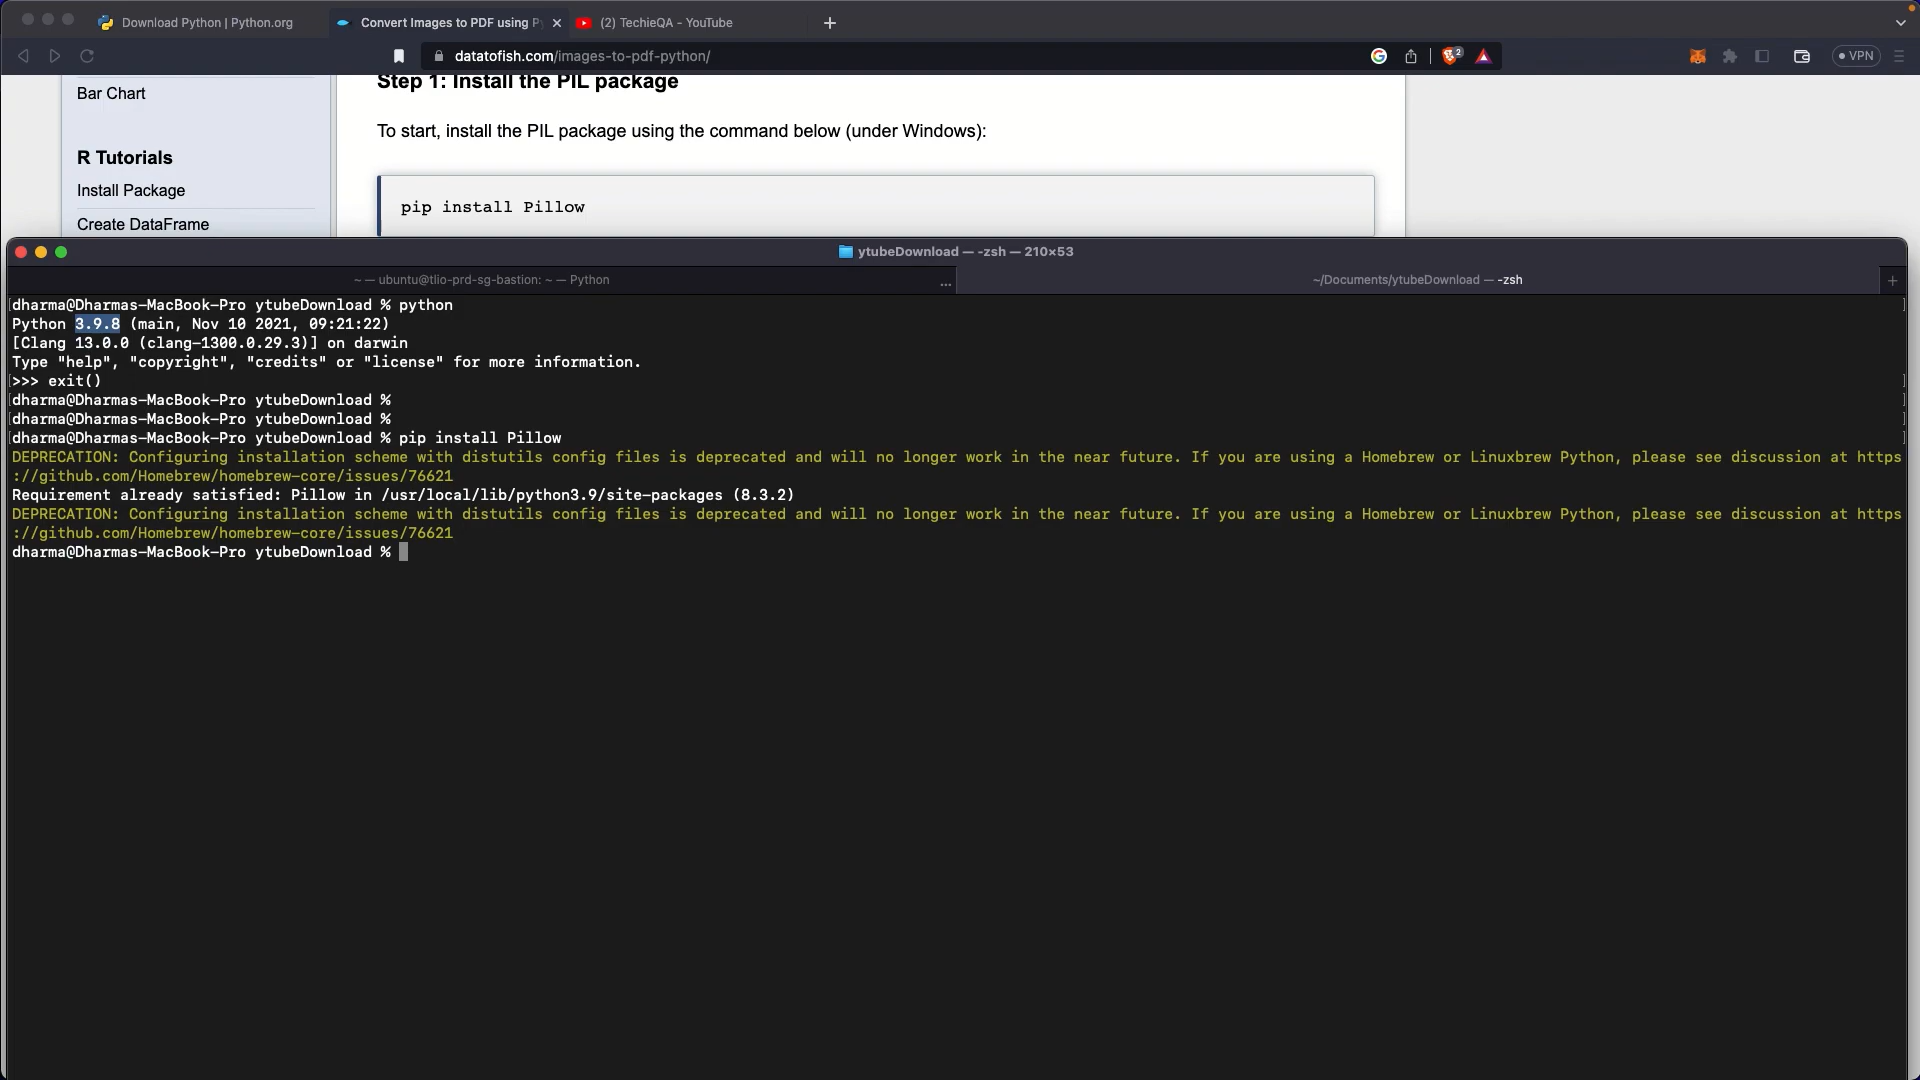 Download Python | Python.org
Convert Images to PDF using Py
(2) TechieQA - YouTube
datatofish.com/images-to-pdf-python/
2
VPN
Bar Chart
R Tutorials
Install Package
Create DataFrame
Step 1: Install the PIL package
To start, install the PIL package using the command below (under Windows):
pip install Pillow
ytubeDownload — -zsh — 210×53
~ — ubuntu@tlio-prd-sg-bastion: ~ — Python
...
~/Documents/ytubeDownload — -zsh
[dharma@Dharmas-MacBook-Pro ytubeDownload % python ]
Python 3.9.8 (main, Nov 10 2021, 09:21:22)
[Clang 13.0.0 (clang-1300.0.29.3)] on darwin
Type "help", "copyright", "credits" or "license" for more information.
[>>> exit() ]
[dharma@Dharmas-MacBook-Pro ytubeDownload % ]
[dharma@Dharmas-MacBook-Pro ytubeDownload % ]
[dharma@Dharmas-MacBook-Pro ytubeDownload % pip install Pillow ]
DEPRECATION: Configuring installation scheme with distutils config files is deprecated and will no longer work in the near future. If you are using a Homebrew or Linuxbrew Python, please see discussion at https
://github.com/Homebrew/homebrew-core/issues/76621
Requirement already satisfied: Pillow in /usr/local/lib/python3.9/site-packages (8.3.2)
DEPRECATION: Configuring installation scheme with distutils config files is deprecated and will no longer work in the near future. If you are using a Homebrew or Linuxbrew Python, please see discussion at https
://github.com/Homebrew/homebrew-core/issues/76621
dharma@Dharmas-MacBook-Pro ytubeDownload %